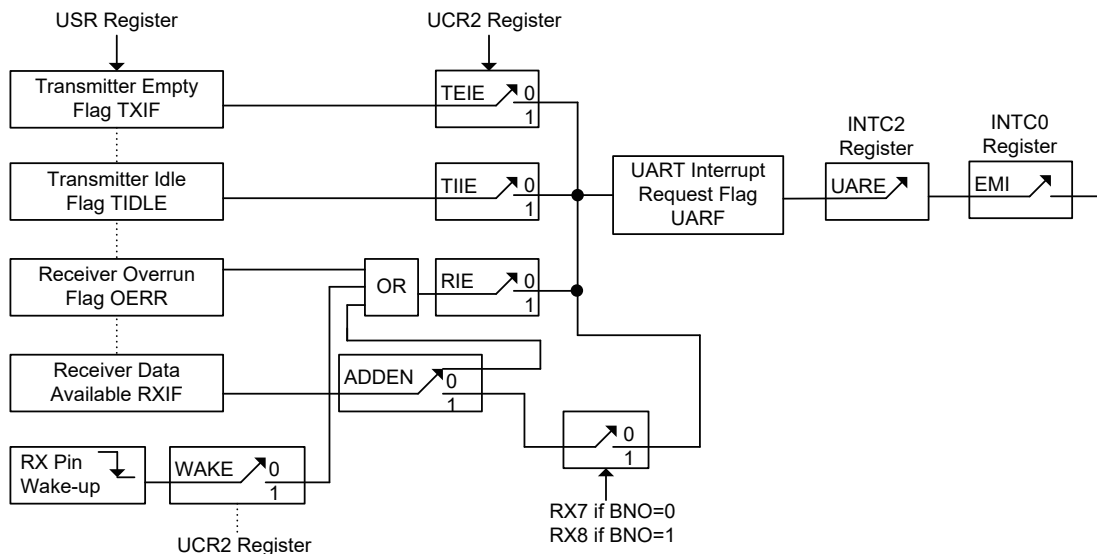 USR Register
UCR2 Register
Transmitter Empty
Flag TXIF
TEIE
0
1
INTC2
Register
INTC0
Register
Transmitter Idle
Flag TIDLE
TIIE
0
1
UART Interrupt
Request Flag
UARF
UARE
EMI
Receiver Overrun
Flag OERR
OR
RIE
0
1
Receiver Data
Available RXIF
ADDEN
0
1
0
1
RX Pin
Wake-up
WAKE
0
1
RX7 if BNO=0
RX8 if BNO=1
UCR2 Register